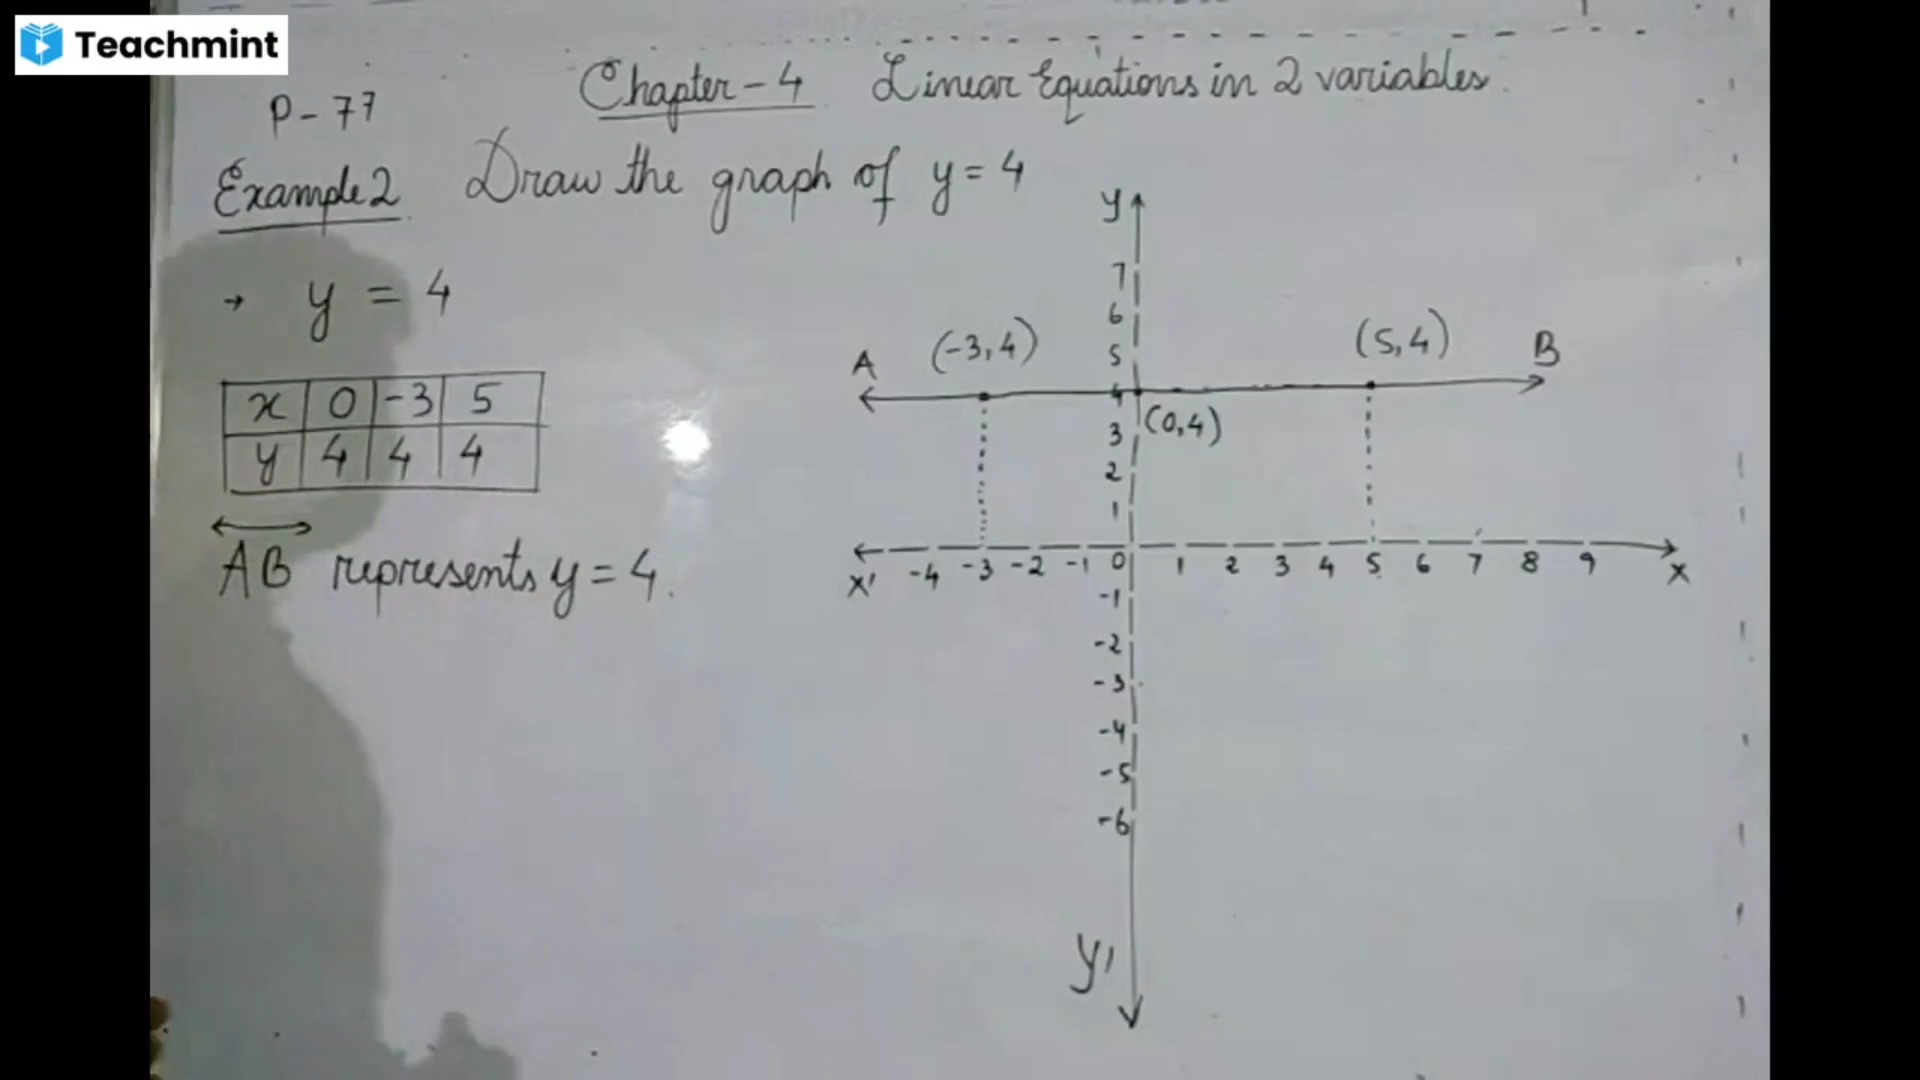 Teachmint
P-77
Chapter-4 Linear Equations in 2 variables.
Example 2 Draw the graph of y = 4
→ y = 4
x 0 -3 5
y 4 4 4
AB represents y = 4.
y
7
6
5
4
3
2
1
A (-3,4) (5,4) B
(0,4)
x' -4 -3 -2 -1 0 1 2 3 4 5 6 7 8 9 x
-1
-2
-3
-4
-5
-6
y'